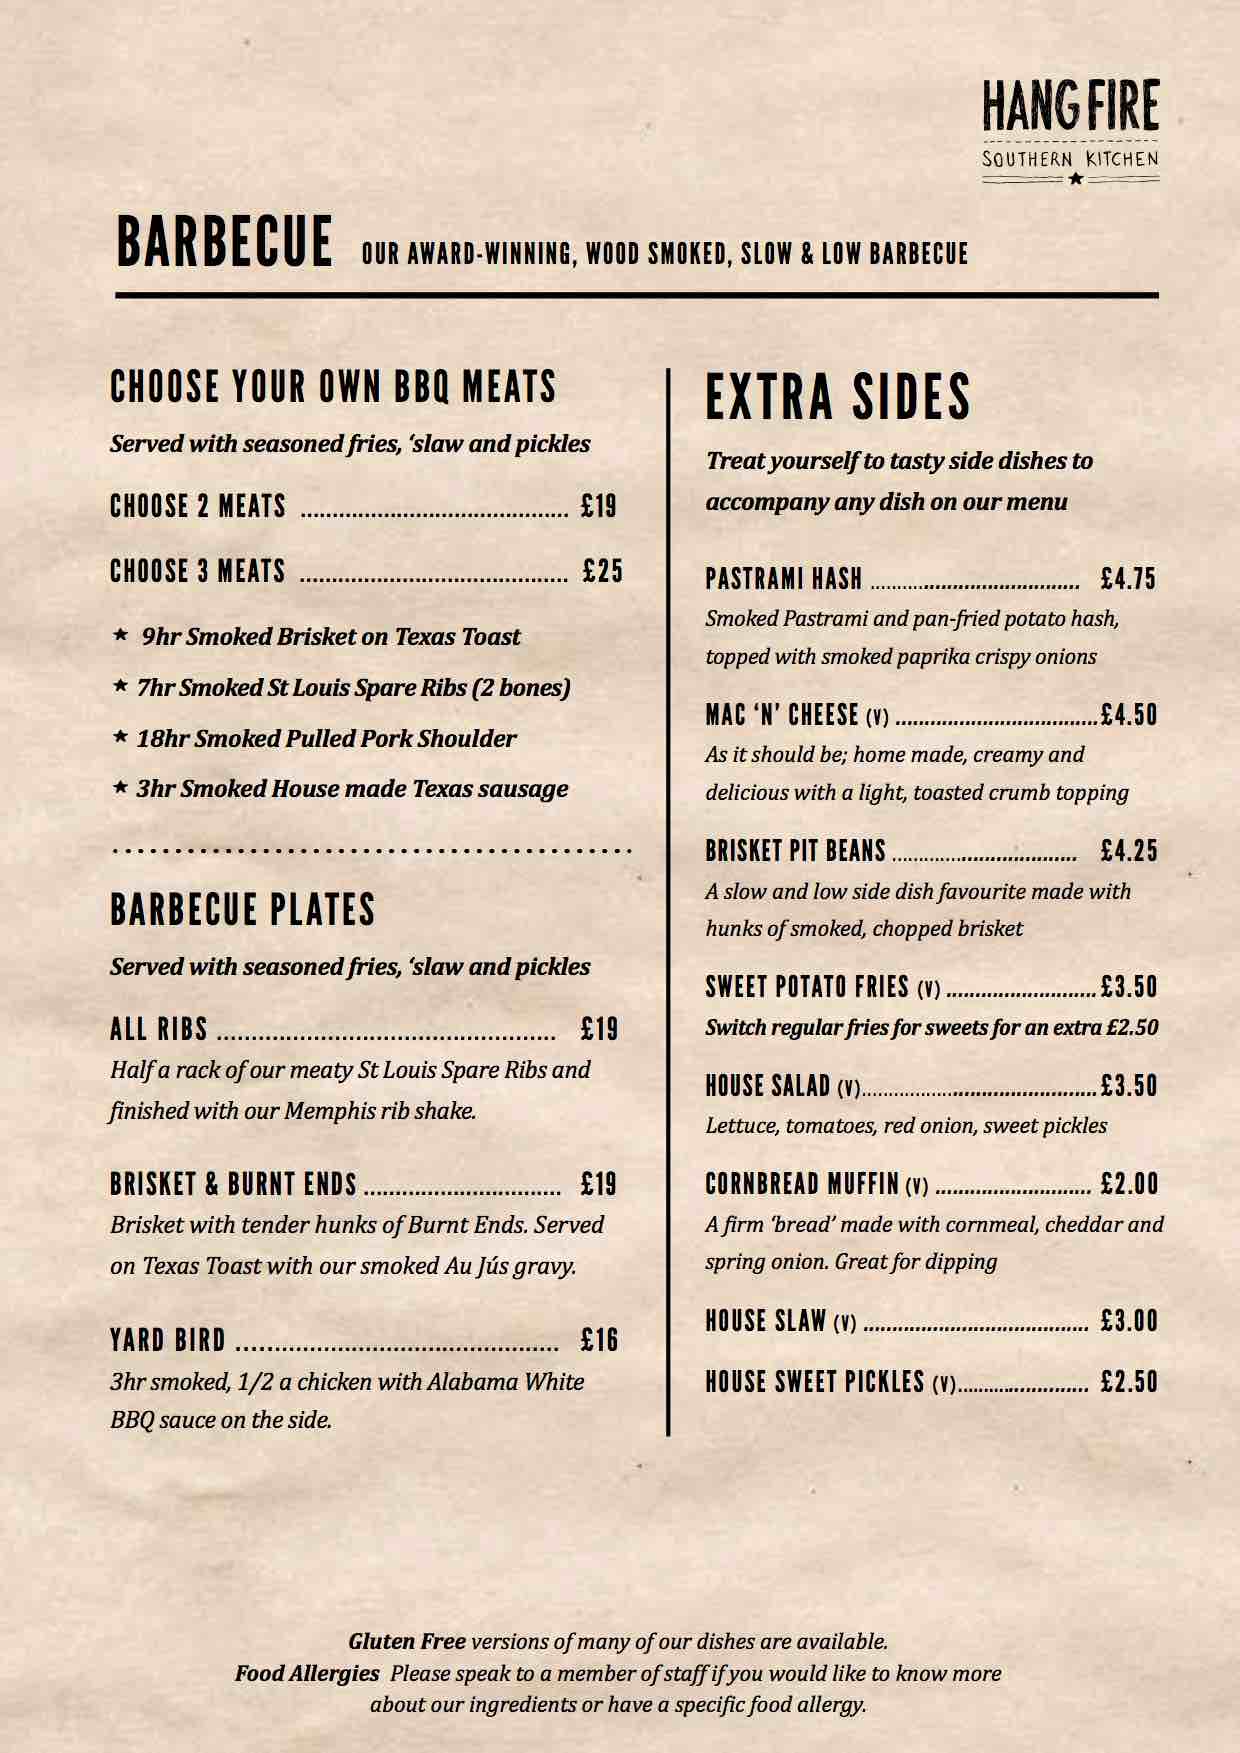 HANG FIRE
SOUTHERN KITCHEN
BARBECUE OUR AWARD-WINNING, WOOD SMOKED, SLOW & LOW BARBECUE
CHOOSE YOUR OWN BBQ MEATS
Served with seasoned fries, ‘slaw and pickles
CHOOSE 2 MEATS .......................................... £19
CHOOSE 3 MEATS .......................................... £25
★ 9hr Smoked Brisket on Texas Toast
★ 7hr Smoked St Louis Spare Ribs (2 bones)
★ 18hr Smoked Pulled Pork Shoulder
★ 3hr Smoked House made Texas sausage
BARBECUE PLATES
Served with seasoned fries, ‘slaw and pickles
ALL RIBS ................................................. £19
Half a rack of our meaty St Louis Spare Ribs and
finished with our Memphis rib shake.
BRISKET & BURNT ENDS ............................... £19
Brisket with tender hunks of Burnt Ends. Served
on Texas Toast with our smoked Au Jús gravy.
YARD BIRD ............................................... £16
3hr smoked, 1/2 a chicken with Alabama White
BBQ sauce on the side.
EXTRA SIDES
Treat yourself to tasty side dishes to
accompany any dish on our menu
PASTRAMI HASH .................................... £4.75
Smoked Pastrami and pan-fried potato hash,
topped with smoked paprika crispy onions
MAC ‘N’ CHEESE (V) ...................................£4.50
As it should be; home made, creamy and
delicious with a light, toasted crumb topping
BRISKET PIT BEANS ................................ £4.25
A slow and low side dish favourite made with
hunks of smoked, chopped brisket
SWEET POTATO FRIES (V) ..........................£3.50
Switch regular fries for sweets for an extra £2.50
HOUSE SALAD (V)..........................................£3.50
Lettuce, tomatoes, red onion, sweet pickles
CORNBREAD MUFFIN (V) ........................... £2.00
A firm ‘bread’ made with cornmeal, cheddar and
spring onion. Great for dipping
HOUSE SLAW (V) ....................................... £3.00
HOUSE SWEET PICKLES (V)......................... £2.50
Gluten Free versions of many of our dishes are available.
Food Allergies Please speak to a member of staff if you would like to know more
about our ingredients or have a specific food allergy.